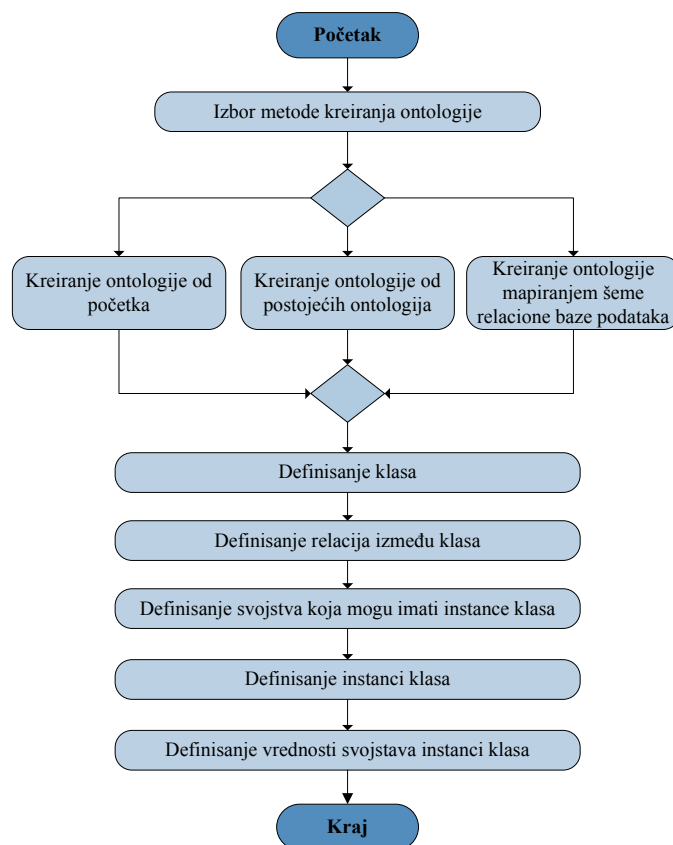 Početak
Izbor metode kreiranja ontologije
Kreiranje ontologije od
početka
Kreiranje ontologije od
postojećih ontologija
Kreiranje ontologije
mapiranjem šeme
relacione baze podataka
Definisanje klasa
Definisanje relacija između klasa
Definisanje svojstva koja mogu imati instance klasa
Definisanje instanci klasa
Definisanje vrednosti svojstava instanci klasa
Kraj